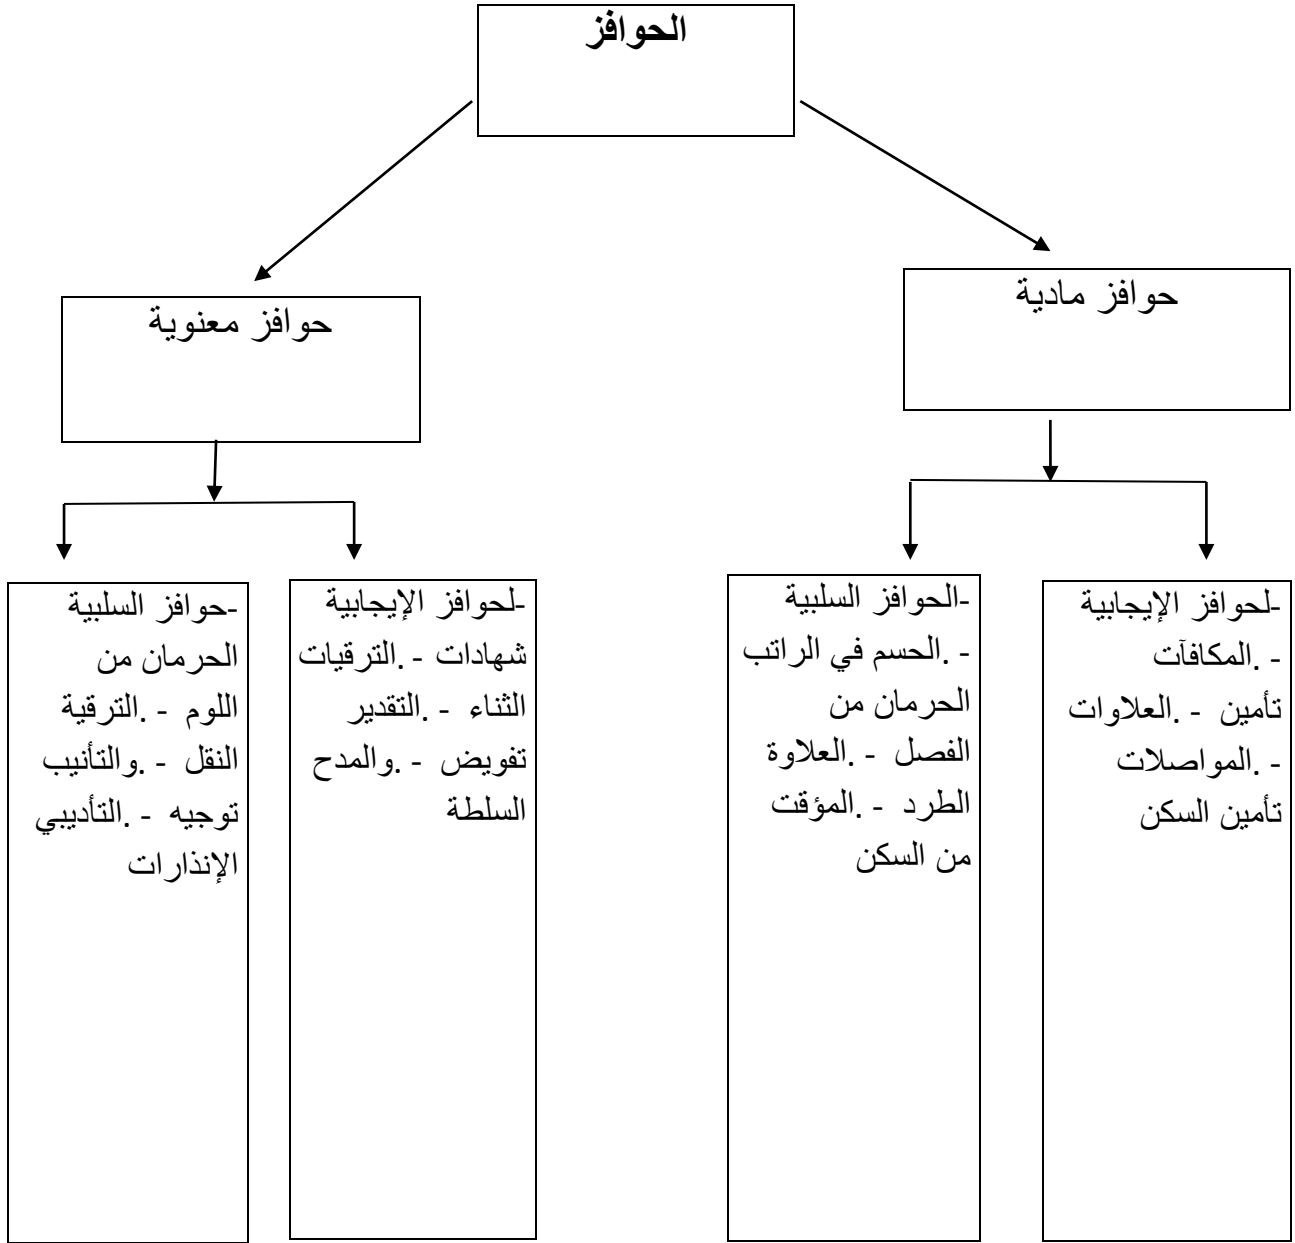 الحوافز
حوافز مادية
حوافز معنوية
-لحوافز الإيجابية
- .المكافآت
تأمين - .العلاوات
- .المواصلات
تأمين السكن
-الحوافز السلبية
- .الحسم في الراتب
الحرمان من
الفصل - .العلاوة
الطرد - .المؤقت
من السكن
-لحوافز الإيجابية
شهادات - .الترقيات
الثناء - .التقدير
تفويض - .والمدح
السلطة
-حوافز السلبية
الحرمان من
اللوم - .الترقية
النقل - .والتأنيب
توجيه - .التأديبي
الإنذارات